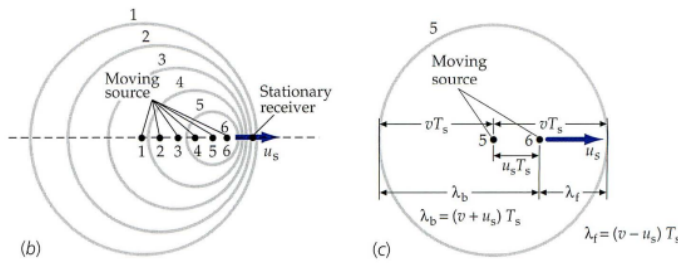 1
2
3
4
5
6
Moving
source
Stationary
receiver
1 2 3 4 5 6
u_s
(b)
5
Moving
source
vT_s
vT_s
5
6
u_s
u_sT_s
λ_b
λ_f
λ_b = (v + u_s) T_s
λ_f = (v – u_s) T_s
(c)